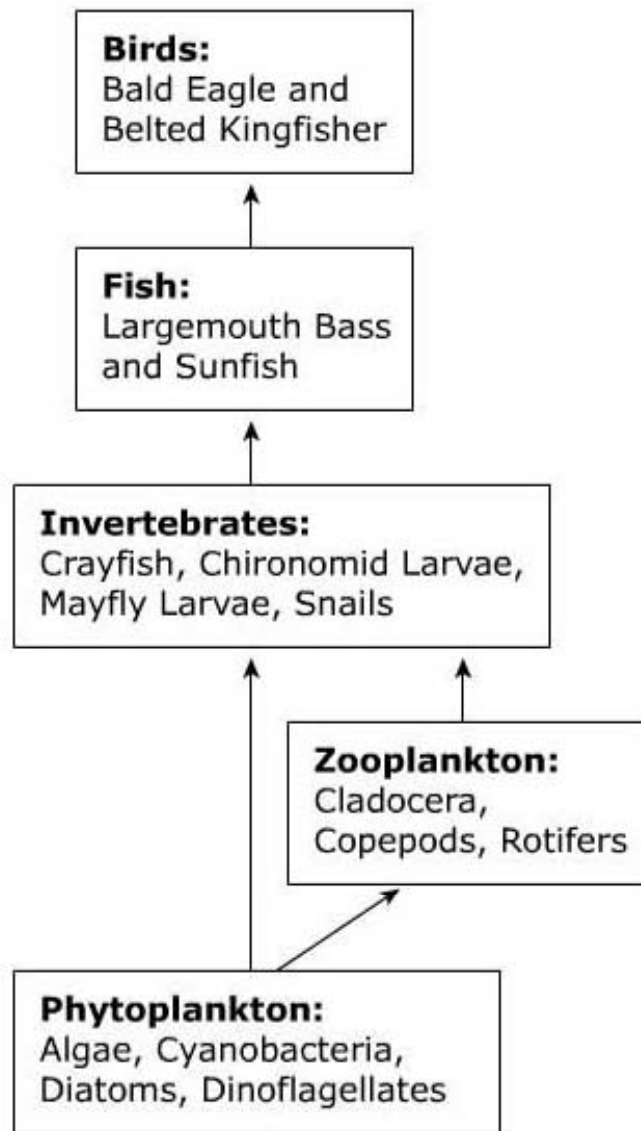 Birds:
Bald Eagle and
Belted Kingfisher
Fish:
Largemouth Bass
and Sunfish
Invertebrates:
Crayfish, Chironomid Larvae,
Mayfly Larvae, Snails
Zooplankton:
Cladocera,
Copepods, Rotifers
Phytoplankton:
Algae, Cyanobacteria,
Diatoms, Dinoflagellates